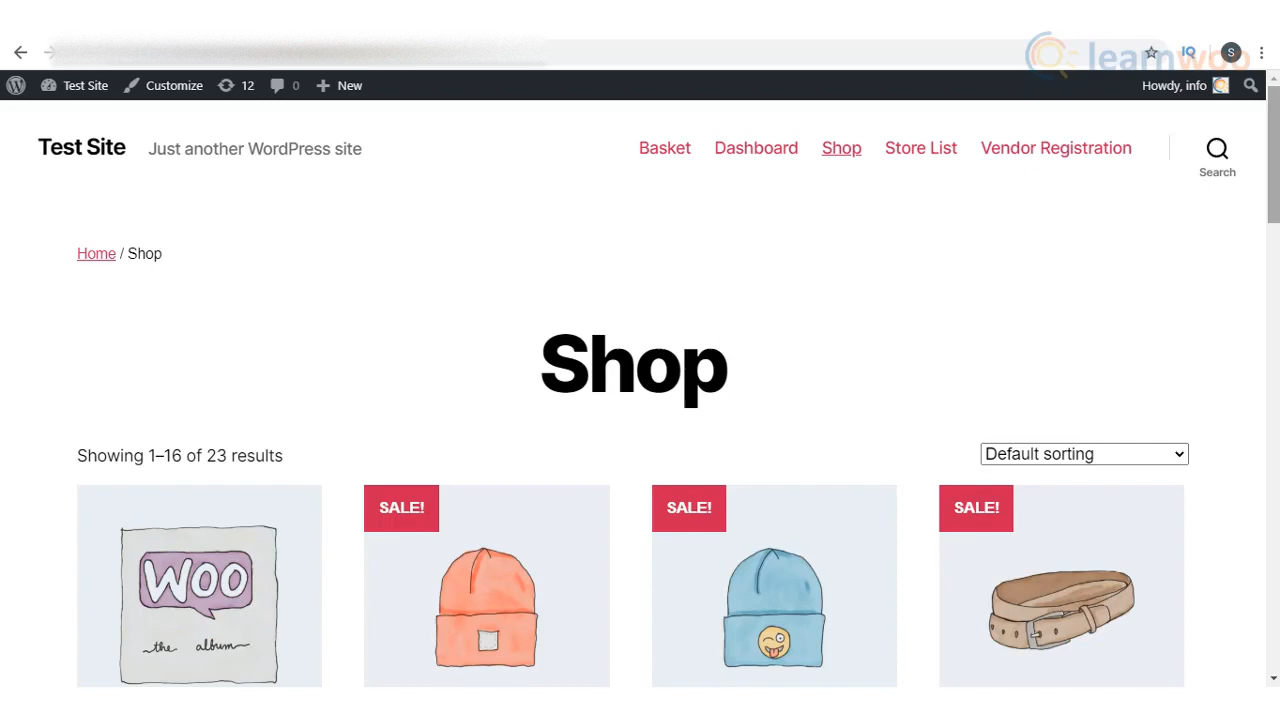 learnwoo
IQ
S
Test Site
Customize
12
0
New
Howdy, info
Test Site
Just another WordPress site
Basket
Dashboard
Shop
Store List
Vendor Registration
Search
Home / Shop
Shop
Showing 1–16 of 23 results
Default sorting
SALE!
SALE!
SALE!
WOO
the album